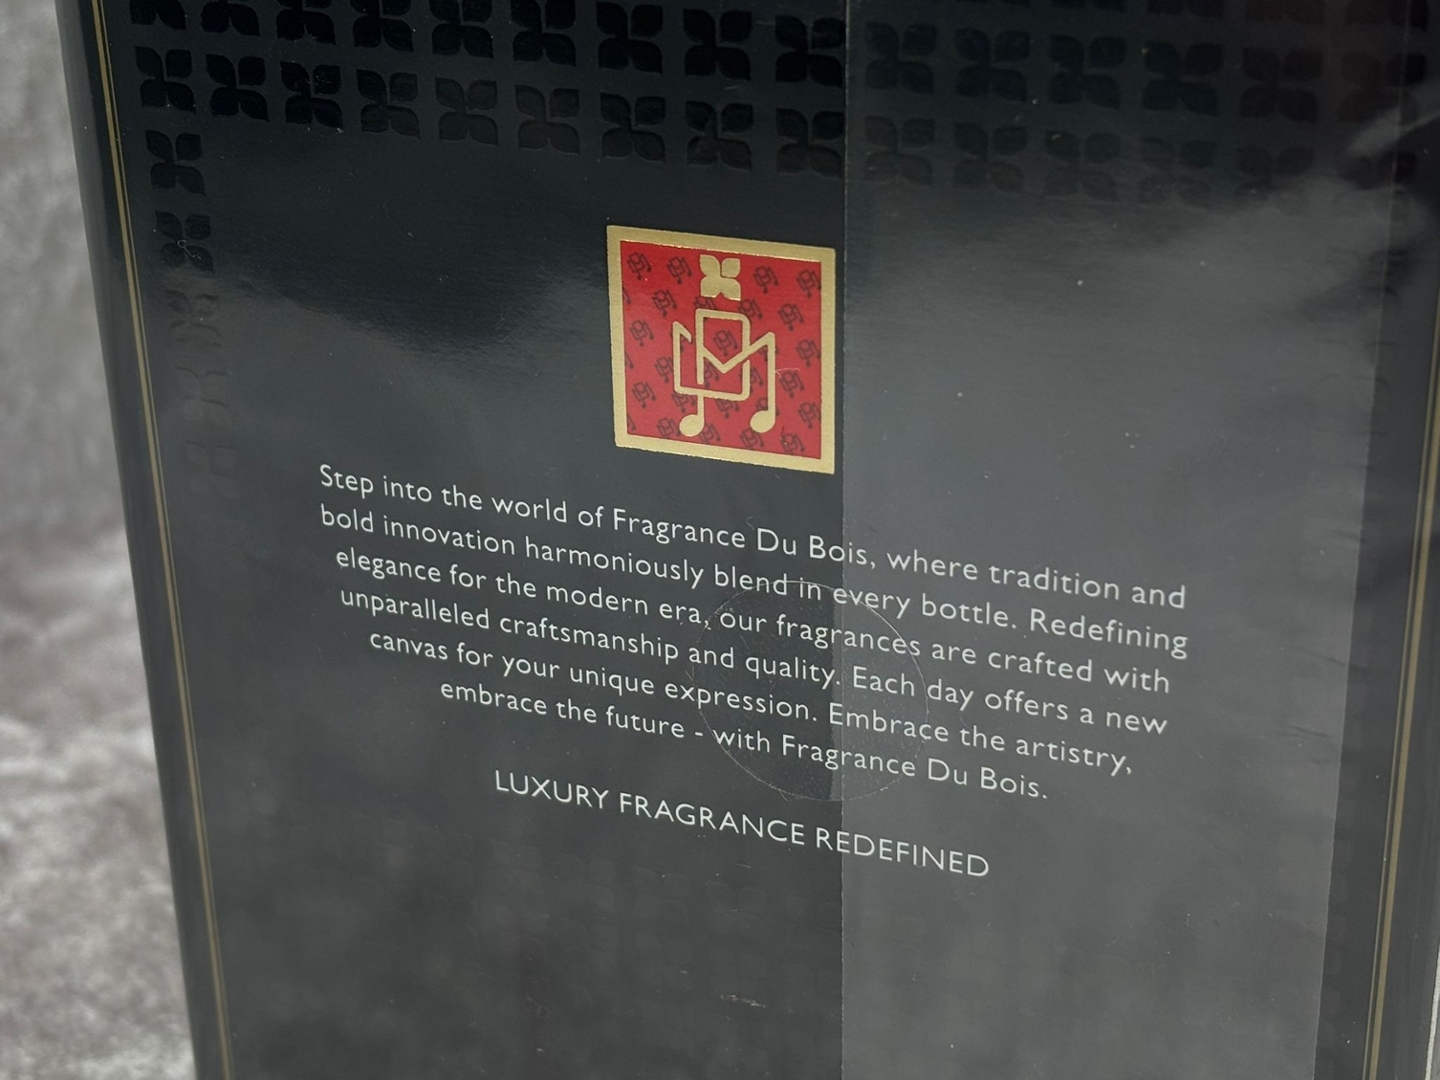 Step into the world of Fragrance Du Bois, where tradition and
bold innovation harmoniously blend in every bottle. Redefining
elegance for the modern era, our fragrances are crafted with
unparalleled craftsmanship and quality. Each day offers a new
canvas for your unique expression. Embrace the artistry,
embrace the future - with Fragrance Du Bois.
LUXURY FRAGRANCE REDEFINED